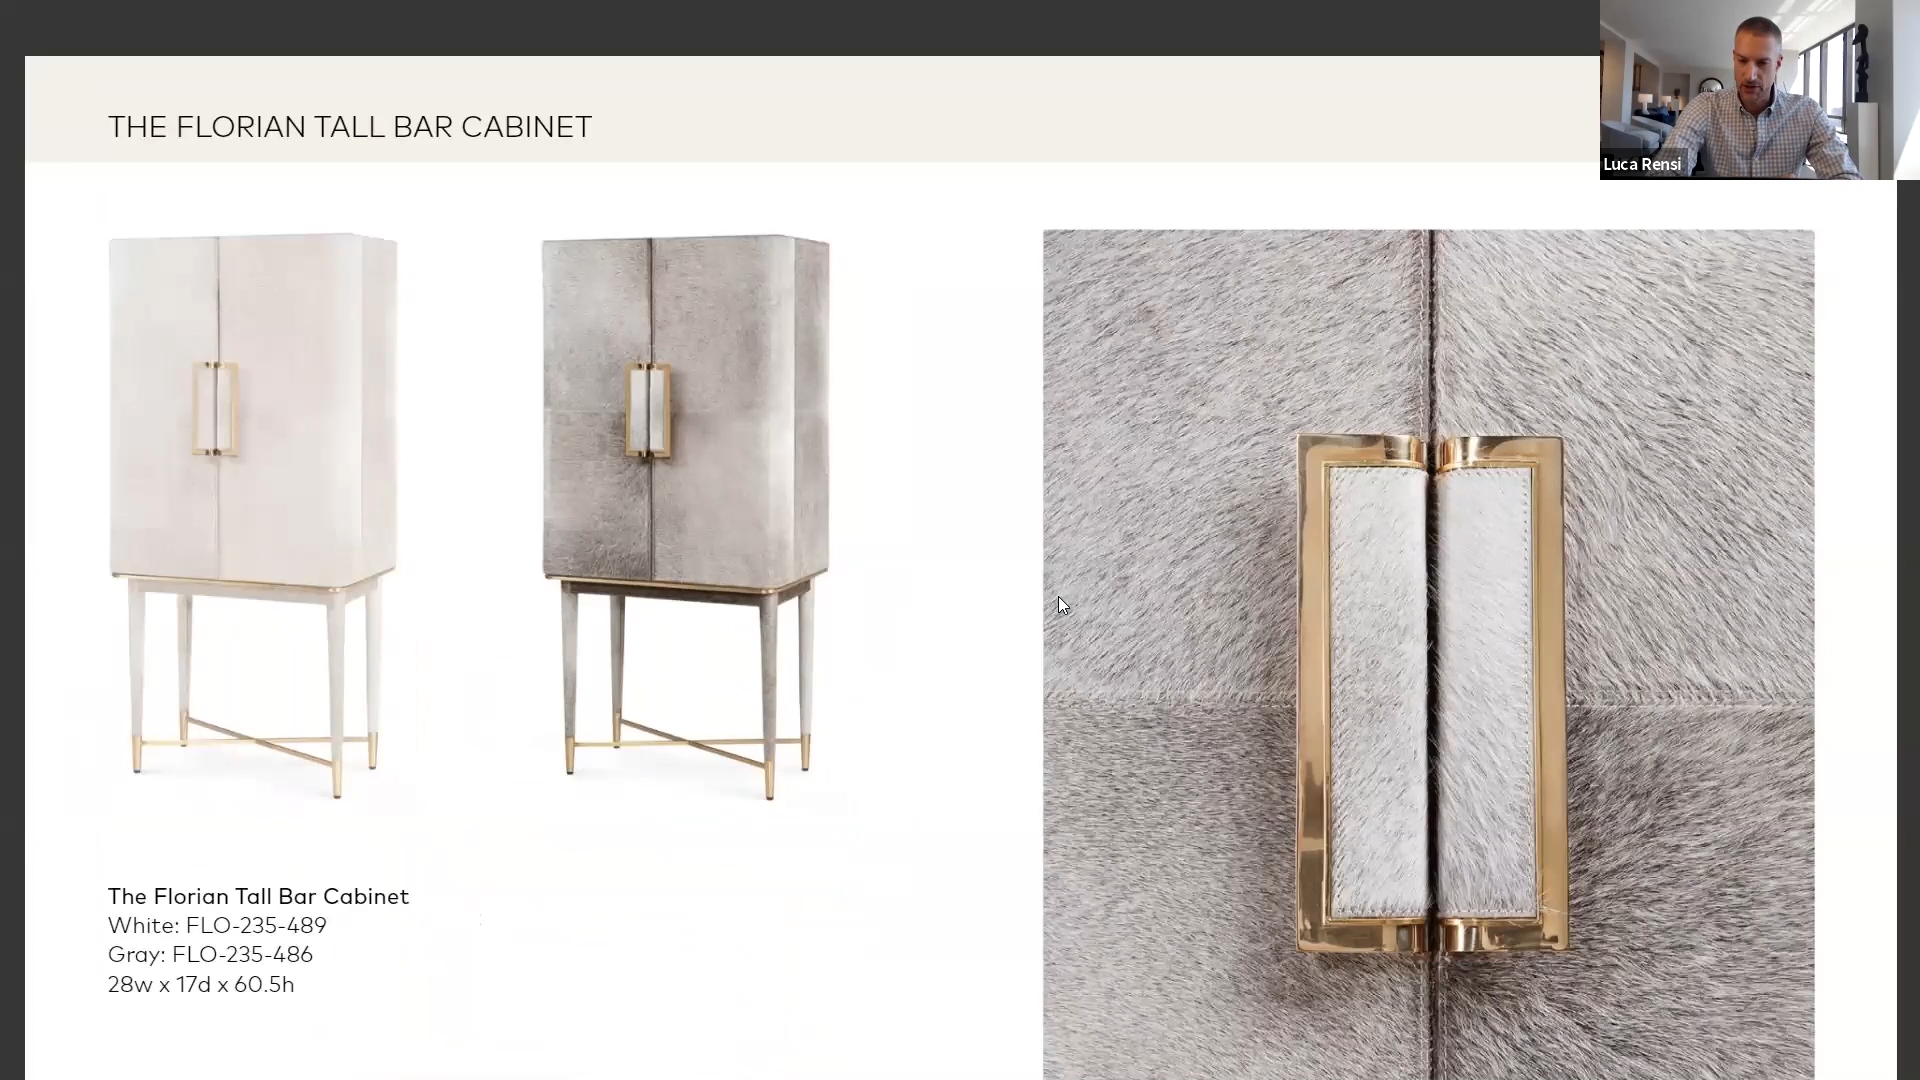 THE FLORIAN TALL BAR CABINET
Luca Rensi
The Florian Tall Bar Cabinet
White: FLO-235-489
Gray: FLO-235-486
28w x 17d x 60.5h